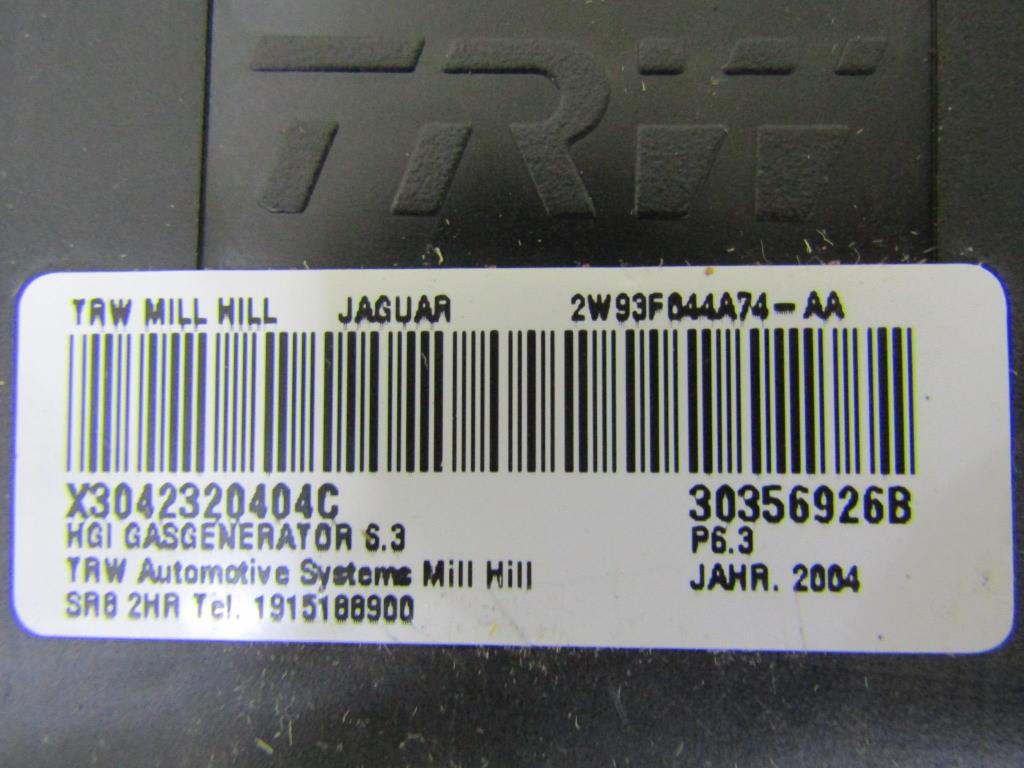 TRW
TRW MILL HILL JAGUAR 2W93F044A74-AA
X3042320404C 30356926B
HGI GASGENERATOR 6.3 P6.3
TRW Automotive Systems Mill Hill JAHR. 2004
SR8 2HR Tel. 1915188900